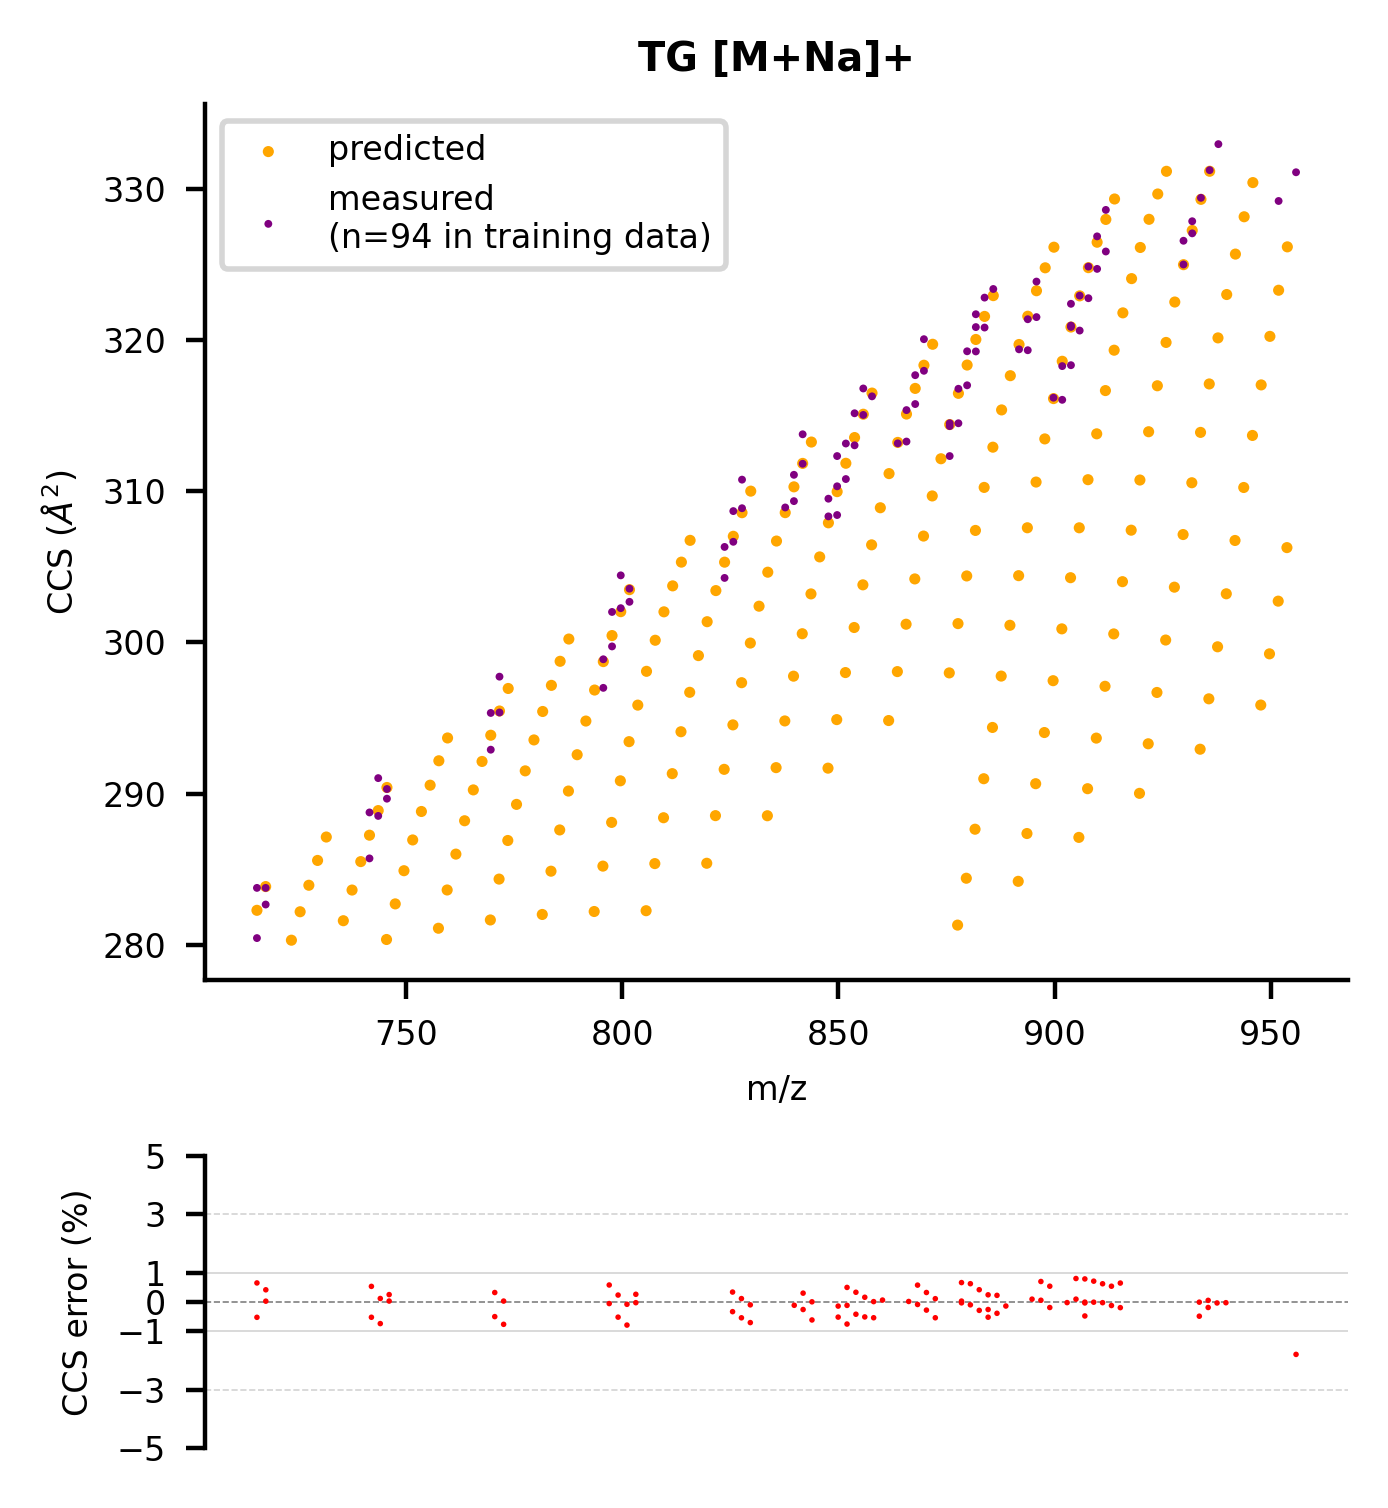 TG [M+Na]+
predicted
measured
(n=94 in training data)
CCS (Å²)
330
320
310
300
290
280
750
800
850
900
950
m/z
CCS error (%)
5
3
1
0
−1
−3
−5